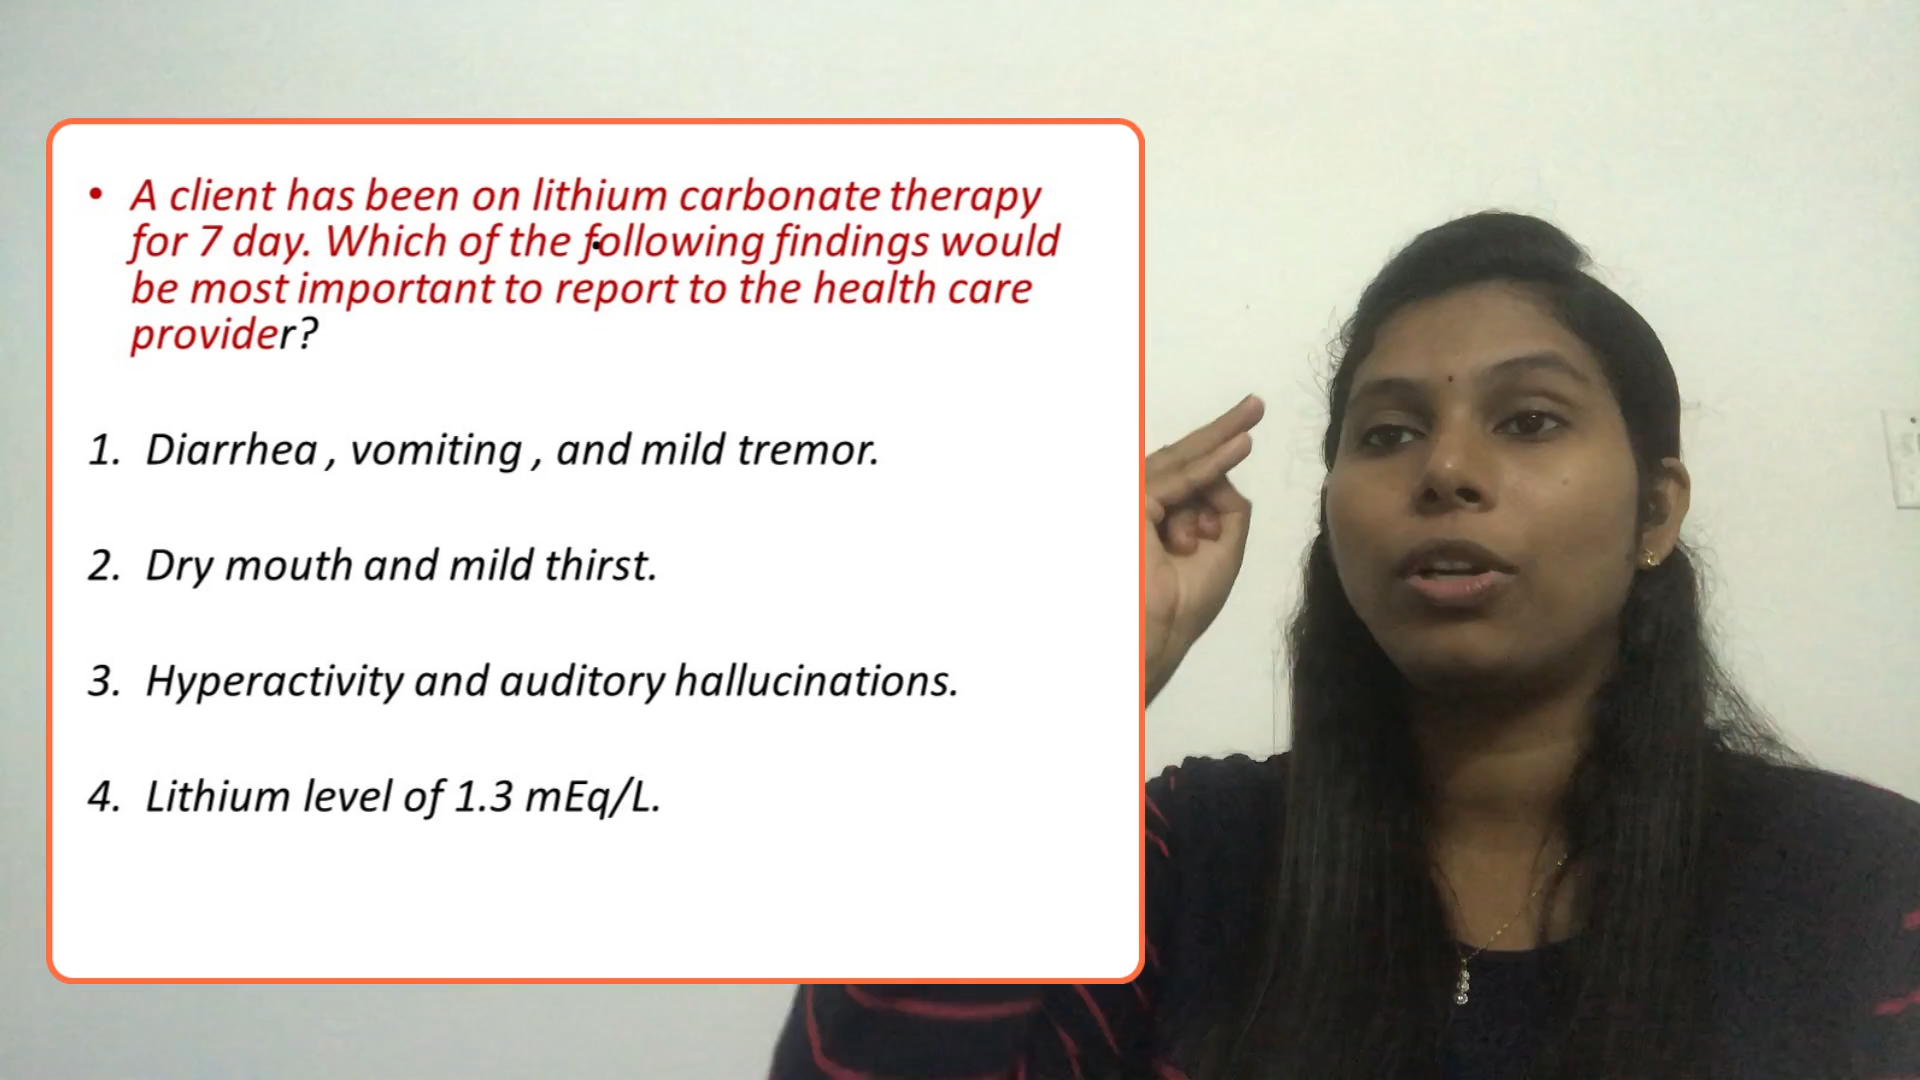 • A client has been on lithium carbonate therapy
for 7 day. Which of the following findings would
be most important to report to the health care
provider?
1. Diarrhea , vomiting , and mild tremor.
2. Dry mouth and mild thirst.
3. Hyperactivity and auditory hallucinations.
4. Lithium level of 1.3 mEq/L.